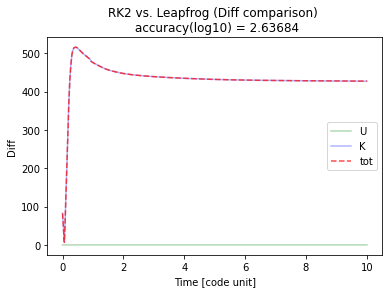 RK2 vs. Leapfrog (Diff comparison)
accuracy(log10) = 2.63684
500
400
300
200
100
0
Diff
U
K
tot
0 2 4 6 8 10
Time [code unit]